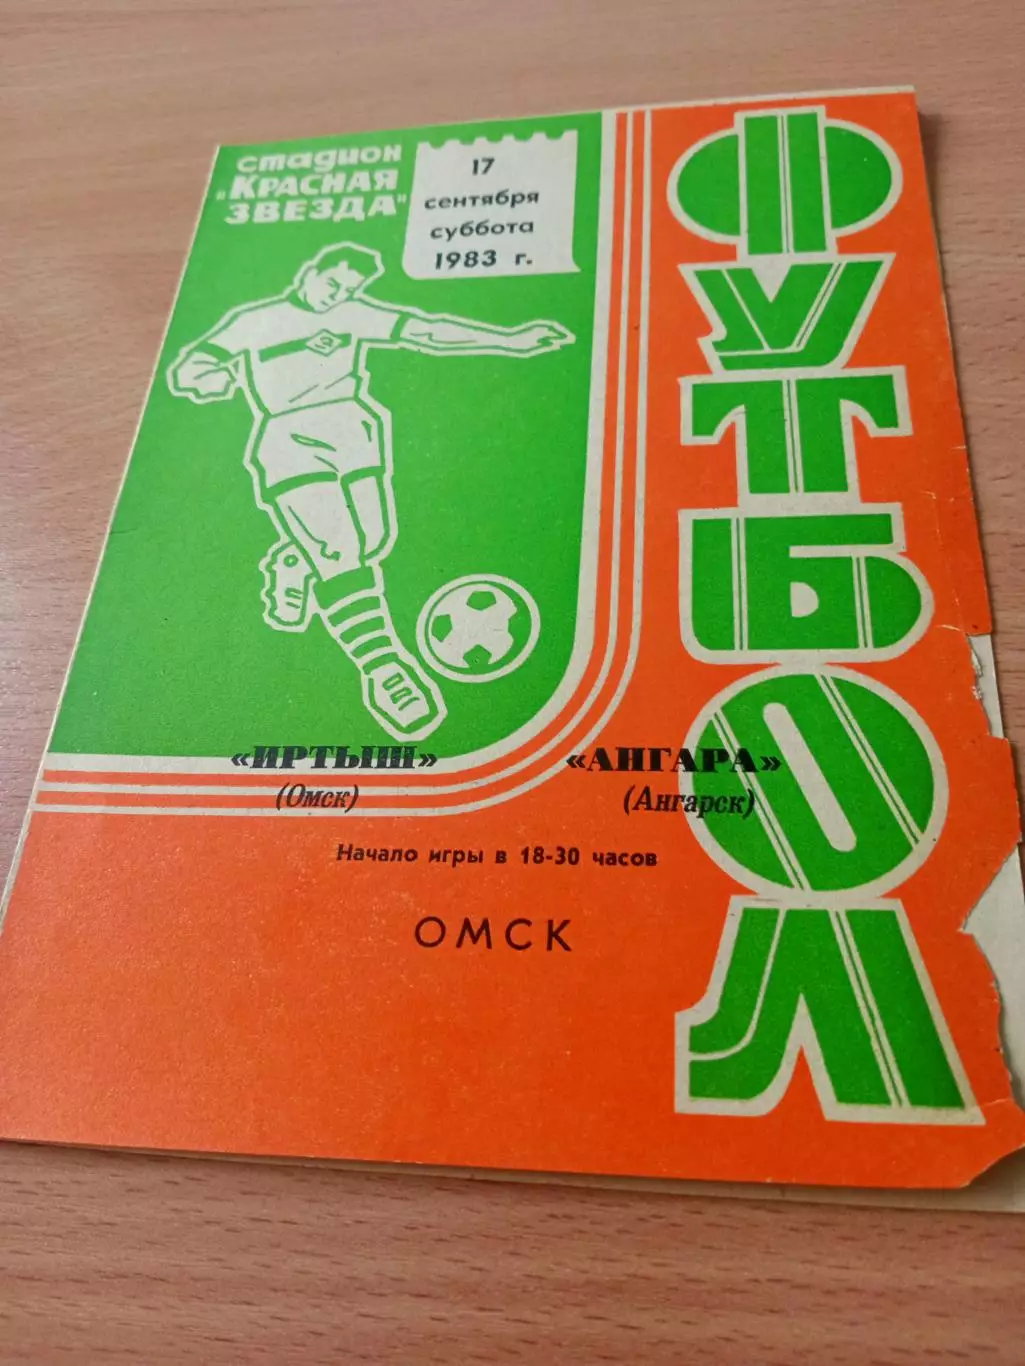 стадион
"КРАСНАЯ
ЗВЕЗДА"
17
сентября
суббота
1983 г.
ФУТБОЛ
«ИРТЫШ»
(Омск)
«АНГАРА»
(Ангарск)
Начало игры в 18-30 часов
ОМСК